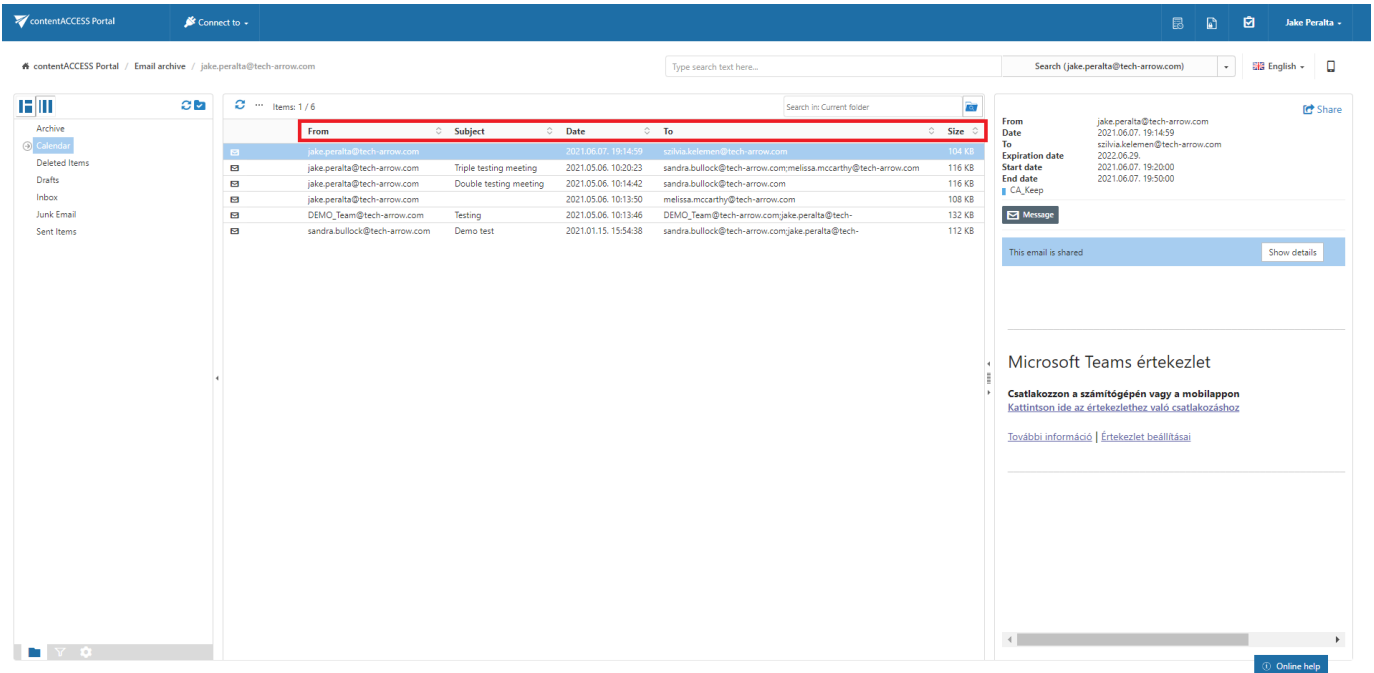 contentACCESS Portal Connect to Jake Peralta
contentACCESS Portal / Email archive / jake.peralta@tech-arrow.com Type search text here... Search (jake.peralta@tech-arrow.com) English
Archive
Calendar
Deleted Items
Drafts
Inbox
Junk Email
Sent Items
... Items: 1 / 6 Search in: Current folder
From Subject Date To Size
jake.peralta@tech-arrow.com 2021.06.07. 19:14:59 szilvia.kelemen@tech-arrow.com 104 KB
jake.peralta@tech-arrow.com Triple testing meeting 2021.05.06. 10:20:23 sandra.bullock@tech-arrow.com;melissa.mccarthy@tech-arrow.com 116 KB
jake.peralta@tech-arrow.com Double testing meeting 2021.05.06. 10:14:42 sandra.bullock@tech-arrow.com 116 KB
jake.peralta@tech-arrow.com 2021.05.06. 10:13:50 melissa.mccarthy@tech-arrow.com 108 KB
DEMO_Team@tech-arrow.com Testing 2021.05.06. 10:13:46 DEMO_Team@tech-arrow.com;jake.peralta@tech- 132 KB
sandra.bullock@tech-arrow.com Demo test 2021.01.15. 15:54:38 sandra.bullock@tech-arrow.com;jake.peralta@tech- 112 KB
Share
From jake.peralta@tech-arrow.com
Date 2021.06.07. 19:14:59
To szilvia.kelemen@tech-arrow.com
Expiration date 2022.06.29.
Start date 2021.06.07. 19:20:00
End date 2021.06.07. 19:50:00
CA_Keep
Message
This email is shared Show details
Microsoft Teams értekezlet
Csatlakozzon a számítógépén vagy a mobilappon
Kattintson ide az értekezlethez való csatlakozáshoz
További információ | Értekezlet beállításai
Online help